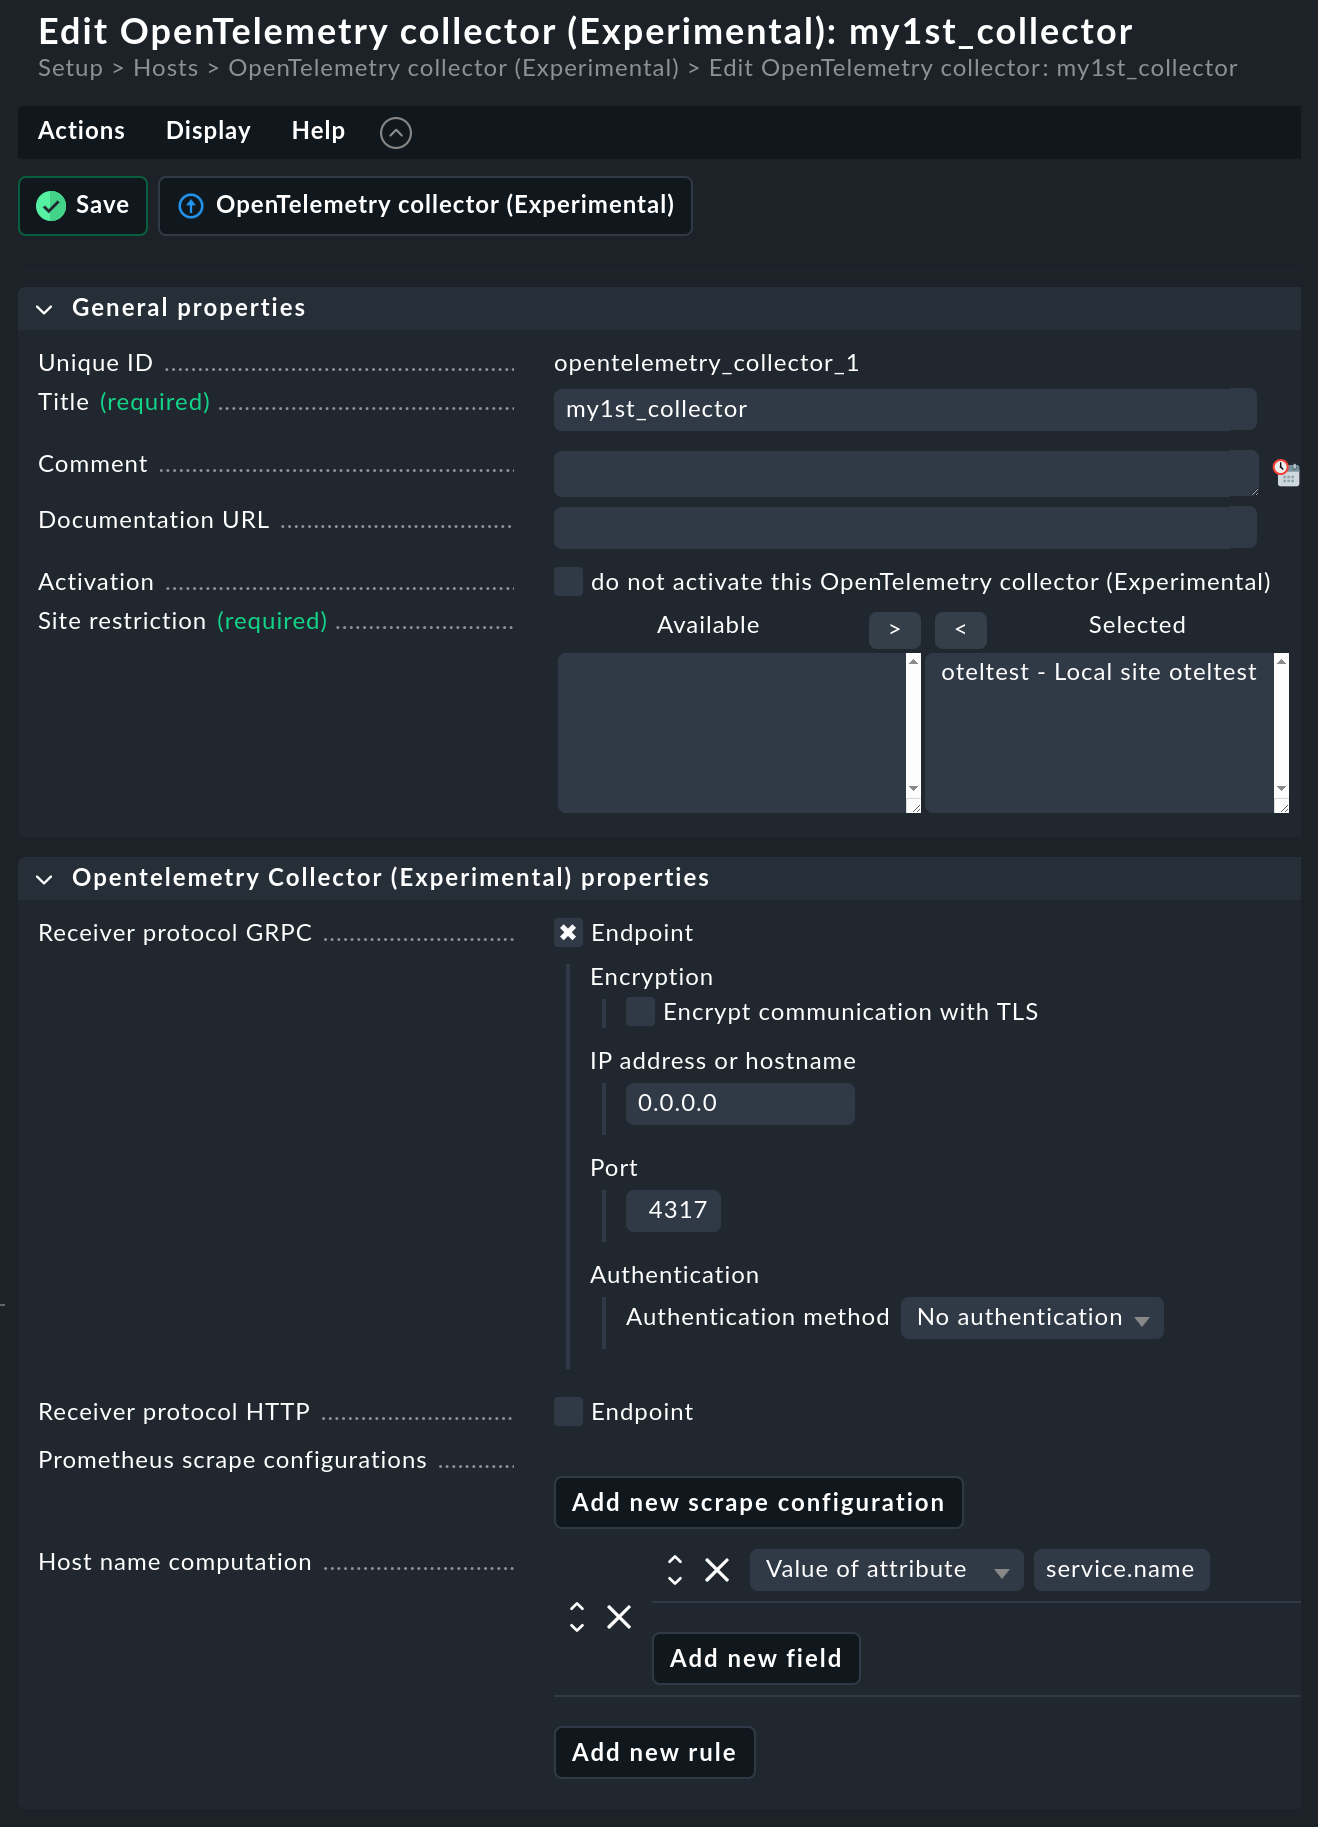 Edit OpenTelemetry collector (Experimental): my1st_collector
Setup > Hosts > OpenTelemetry collector (Experimental) > Edit OpenTelemetry collector: my1st_collector
Actions Display Help
Save OpenTelemetry collector (Experimental)
General properties
Unique ID opentelemetry_collector_1
Title (required) my1st_collector
Comment
Documentation URL
Activation do not activate this OpenTelemetry collector (Experimental)
Site restriction (required) Available > < Selected
oteltest - Local site oteltest
Opentelemetry Collector (Experimental) properties
Receiver protocol GRPC Endpoint
Encryption
Encrypt communication with TLS
IP address or hostname
0.0.0.0
Port
4317
Authentication
Authentication method No authentication
Receiver protocol HTTP Endpoint
Prometheus scrape configurations
Add new scrape configuration
Host name computation Value of attribute service.name
Add new field
Add new rule